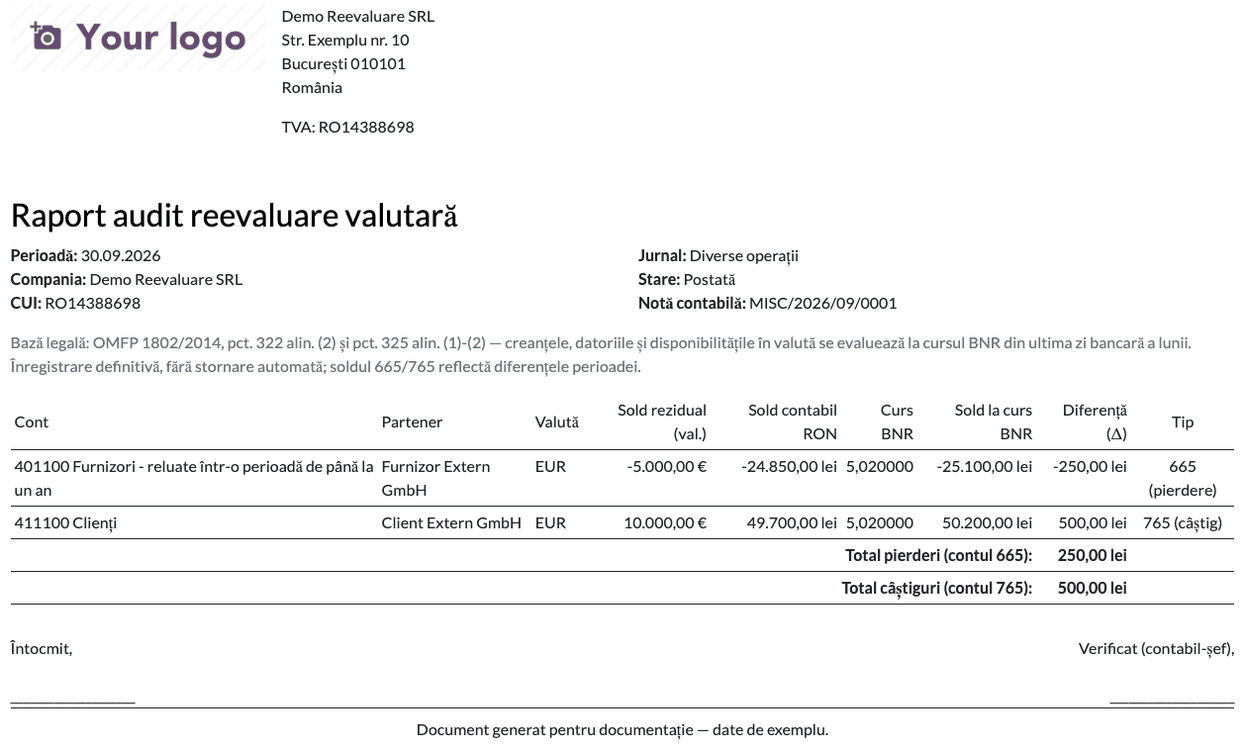 Your logo
Demo Reevaluare SRL
Str. Exemplu nr. 10
București 010101
România
TVA: RO14388698
Raport audit reevaluare valutară
Perioadă: 30.09.2026
Compania: Demo Reevaluare SRL
CUI: RO14388698
Jurnal: Diverse operații
Stare: Postată
Notă contabilă: MISC/2026/09/0001
Bază legală: OMFP 1802/2014, pct. 322 alin. (2) și pct. 325 alin. (1)-(2) — creanțele, datoriile și disponibilitățile în valută se evaluează la cursul BNR din ultima zi bancară a lunii.
Înregistrare definitivă, fără stornare automată; soldul 665/765 reflectă diferențele perioadei.
Cont Partener Valută Sold rezidual (val.) Sold contabil RON Curs BNR Sold la curs BNR Diferență (Δ) Tip
401100 Furnizori - reluate într-o perioadă de până la un an Furnizor Extern GmbH EUR -5.000,00 € -24.850,00 lei 5,020000 -25.100,00 lei -250,00 lei 665 (pierdere)
411100 Clienți Client Extern GmbH EUR 10.000,00 € 49.700,00 lei 5,020000 50.200,00 lei 500,00 lei 765 (câștig)
Total pierderi (contul 665): 250,00 lei
Total câștiguri (contul 765): 500,00 lei
Întocmit, Verificat (contabil-șef),
Document generat pentru documentație — date de exemplu.